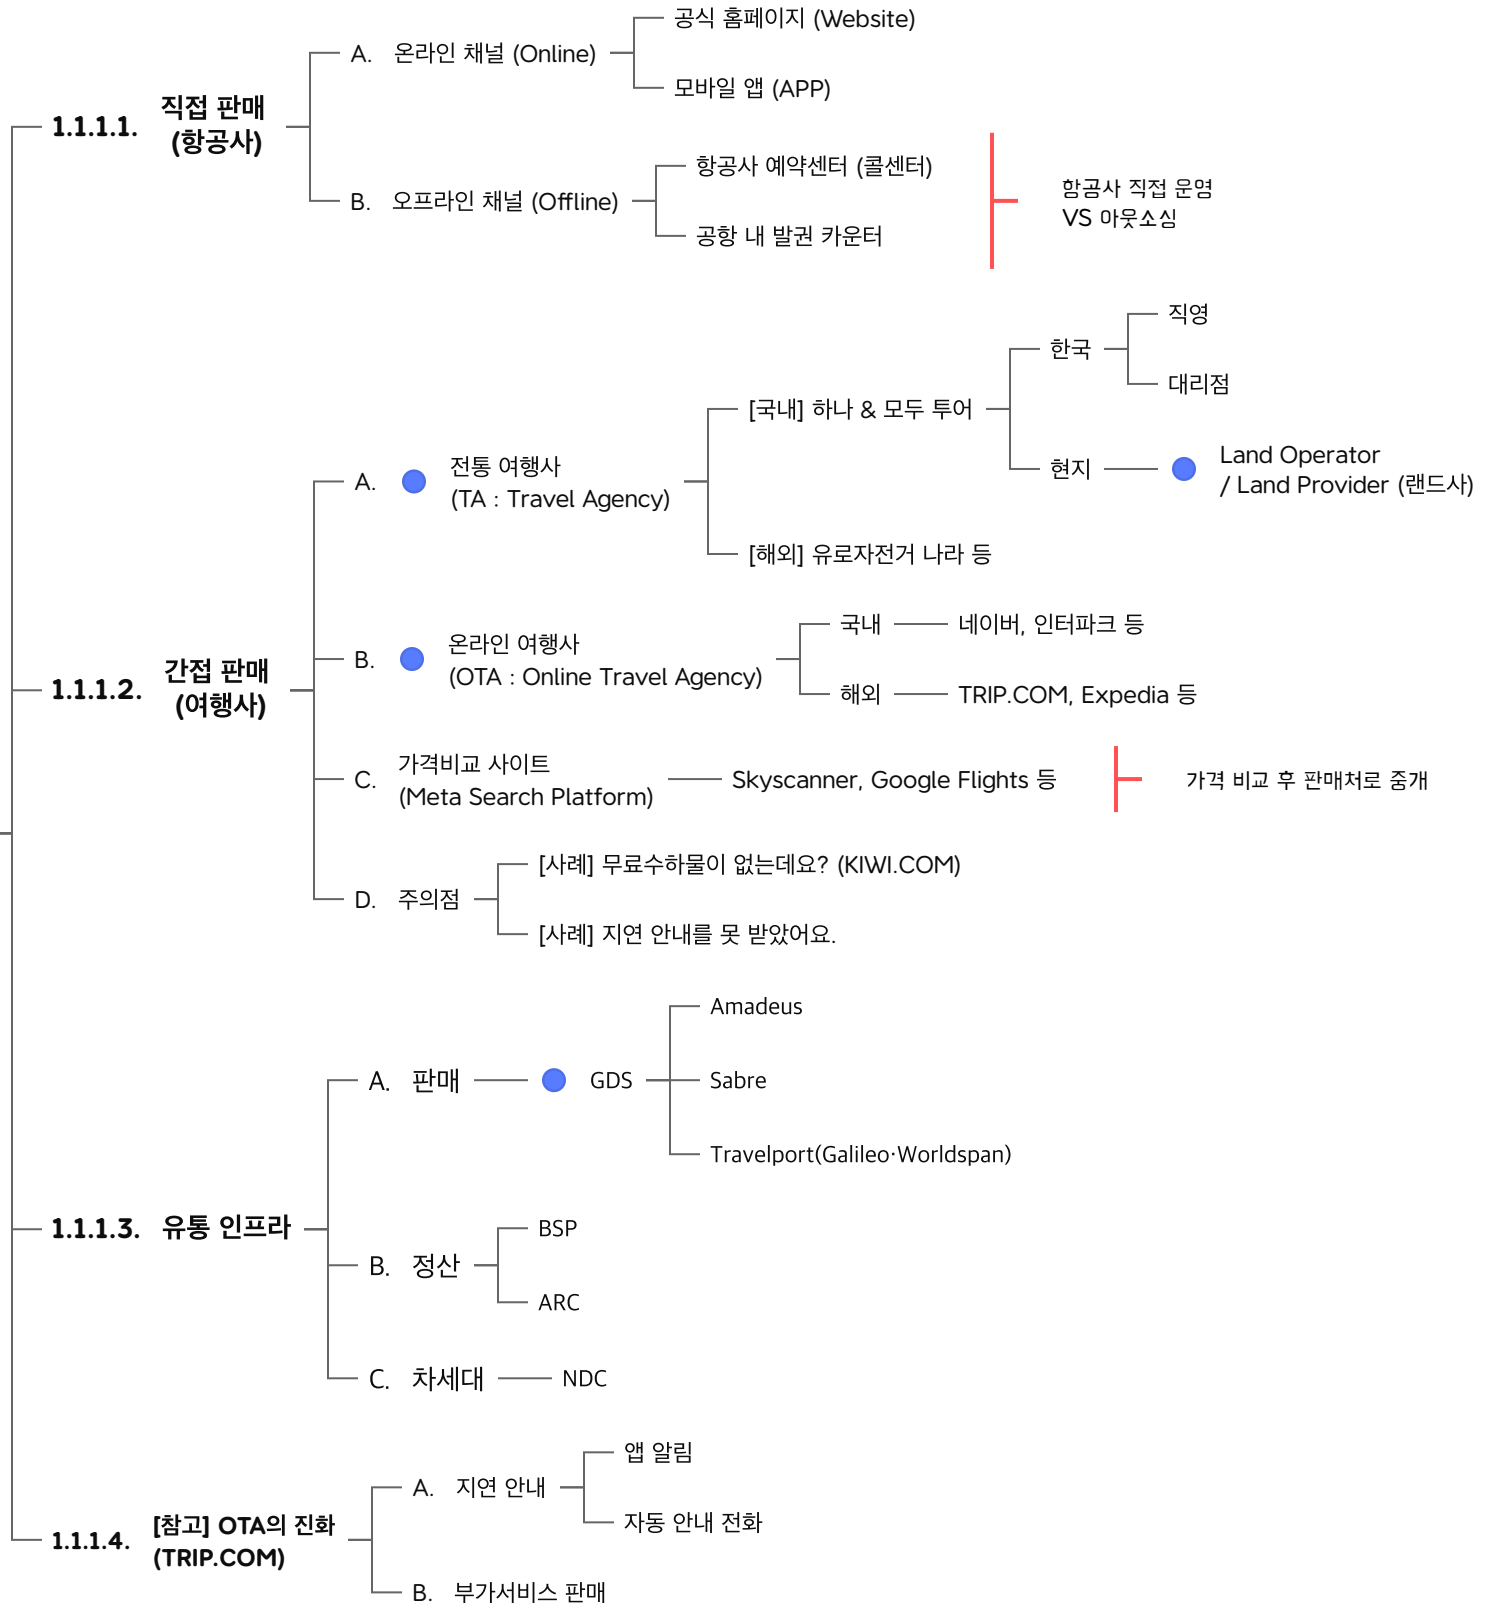 1.1.1.1. 직접 판매
(항공사)
A. 온라인 채널 (Online)
공식 홈페이지 (Website)
모바일 앱 (APP)
B. 오프라인 채널 (Offline)
항공사 예약센터 (콜센터)
공항 내 발권 카운터
항공사 직접 운영
VS 아웃소싱
1.1.1.2. 간접 판매
(여행사)
A. 전통 여행사
(TA : Travel Agency)
[국내] 하나 & 모두 투어
한국
직영
대리점
현지
Land Operator
/ Land Provider (랜드사)
[해외] 유로자전거 나라 등
B. 온라인 여행사
(OTA : Online Travel Agency)
국내
네이버, 인터파크 등
해외
TRIP.COM, Expedia 등
C. 가격비교 사이트
(Meta Search Platform)
Skyscanner, Google Flights 등
가격 비교 후 판매처로 중개
D. 주의점
[사례] 무료수하물이 없는데요? (KIWI.COM)
[사례] 지연 안내를 못 받았어요.
1.1.1.3. 유통 인프라
A. 판매
GDS
Amadeus
Sabre
Travelport(Galileo·Worldspan)
B. 정산
BSP
ARC
C. 차세대
NDC
1.1.1.4. [참고] OTA의 진화
(TRIP.COM)
A. 지연 안내
앱 알림
자동 안내 전화
B. 부가서비스 판매